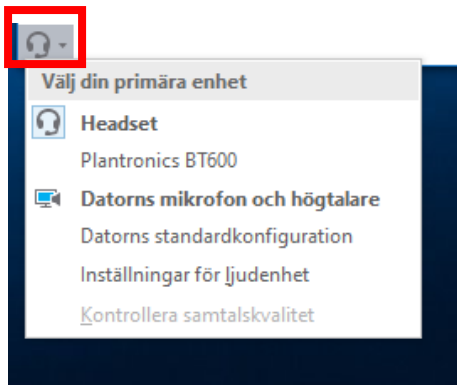 Välj din primära enhet
Headset
Plantronics BT600
Datorns mikrofon och högtalare
Datorns standardkonfiguration
Inställningar för ljudenhet
Kontrollera samtalskvalitet